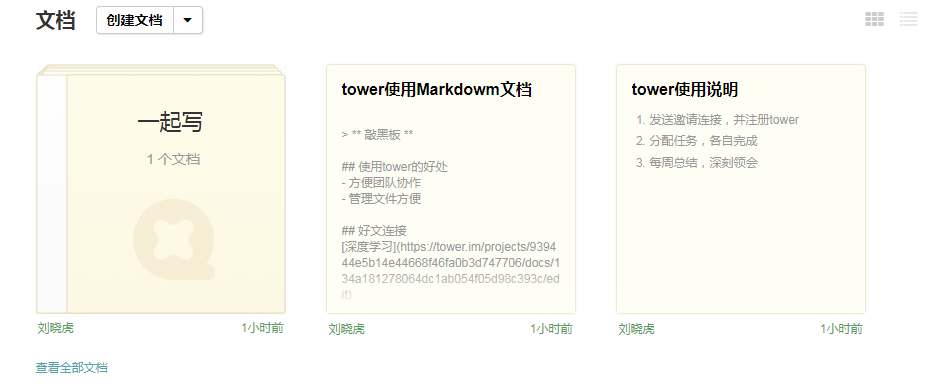 文档
创建文档
一起写
1 个文档
刘晓虎
1小时前
tower使用Markdowm文档
> ** 敲黑板 **
## 使用tower的好处
- 方便团队协作
- 管理文件方便
## 好文连接
[深度学习](https://tower.im/projects/9394
44e5b14e44668f46fa0b3d747706/docs/1
34a181278064dc1ab054f05d98c393c/ed
it)
刘晓虎
1小时前
tower使用说明
1. 发送邀请连接，并注册tower
2. 分配任务，各自完成
3. 每周总结，深刻领会
刘晓虎
1小时前
查看全部文档